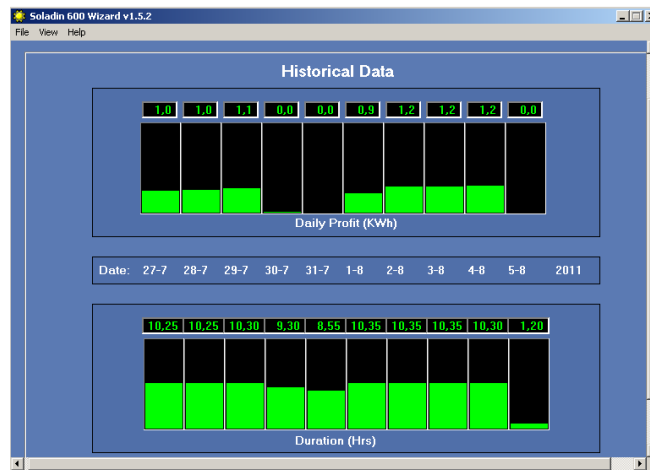 Soladin 600 Wizard v1.5.2
File View Help
Historical Data
1,0 1,0 1,1 0,0 0,0 0,9 1,2 1,2 1,2 0,0
Daily Profit (KWh)
Date: 27-7 28-7 29-7 30-7 31-7 1-8 2-8 3-8 4-8 5-8 2011
10,25 10,25 10,30 9,30 8,55 10,35 10,35 10,35 10,30 1,20
Duration (Hrs)